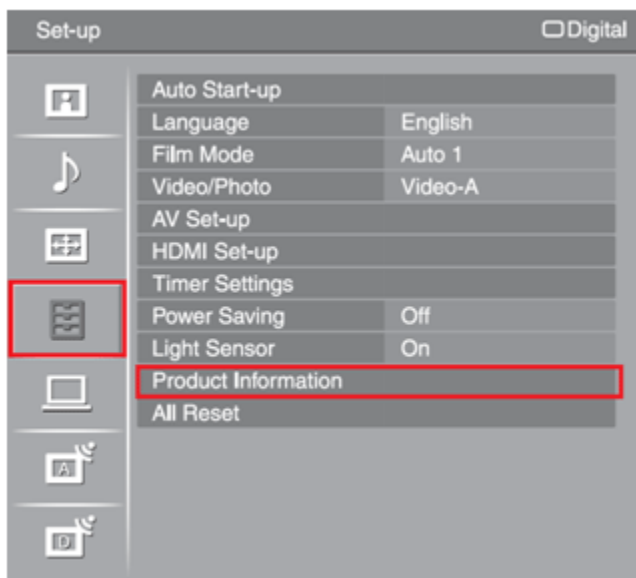 Set-up Digital
Auto Start-up
Language English
Film Mode Auto 1
Video/Photo Video-A
AV Set-up
HDMI Set-up
Timer Settings
Power Saving Off
Light Sensor On
Product Information
All Reset
A
D